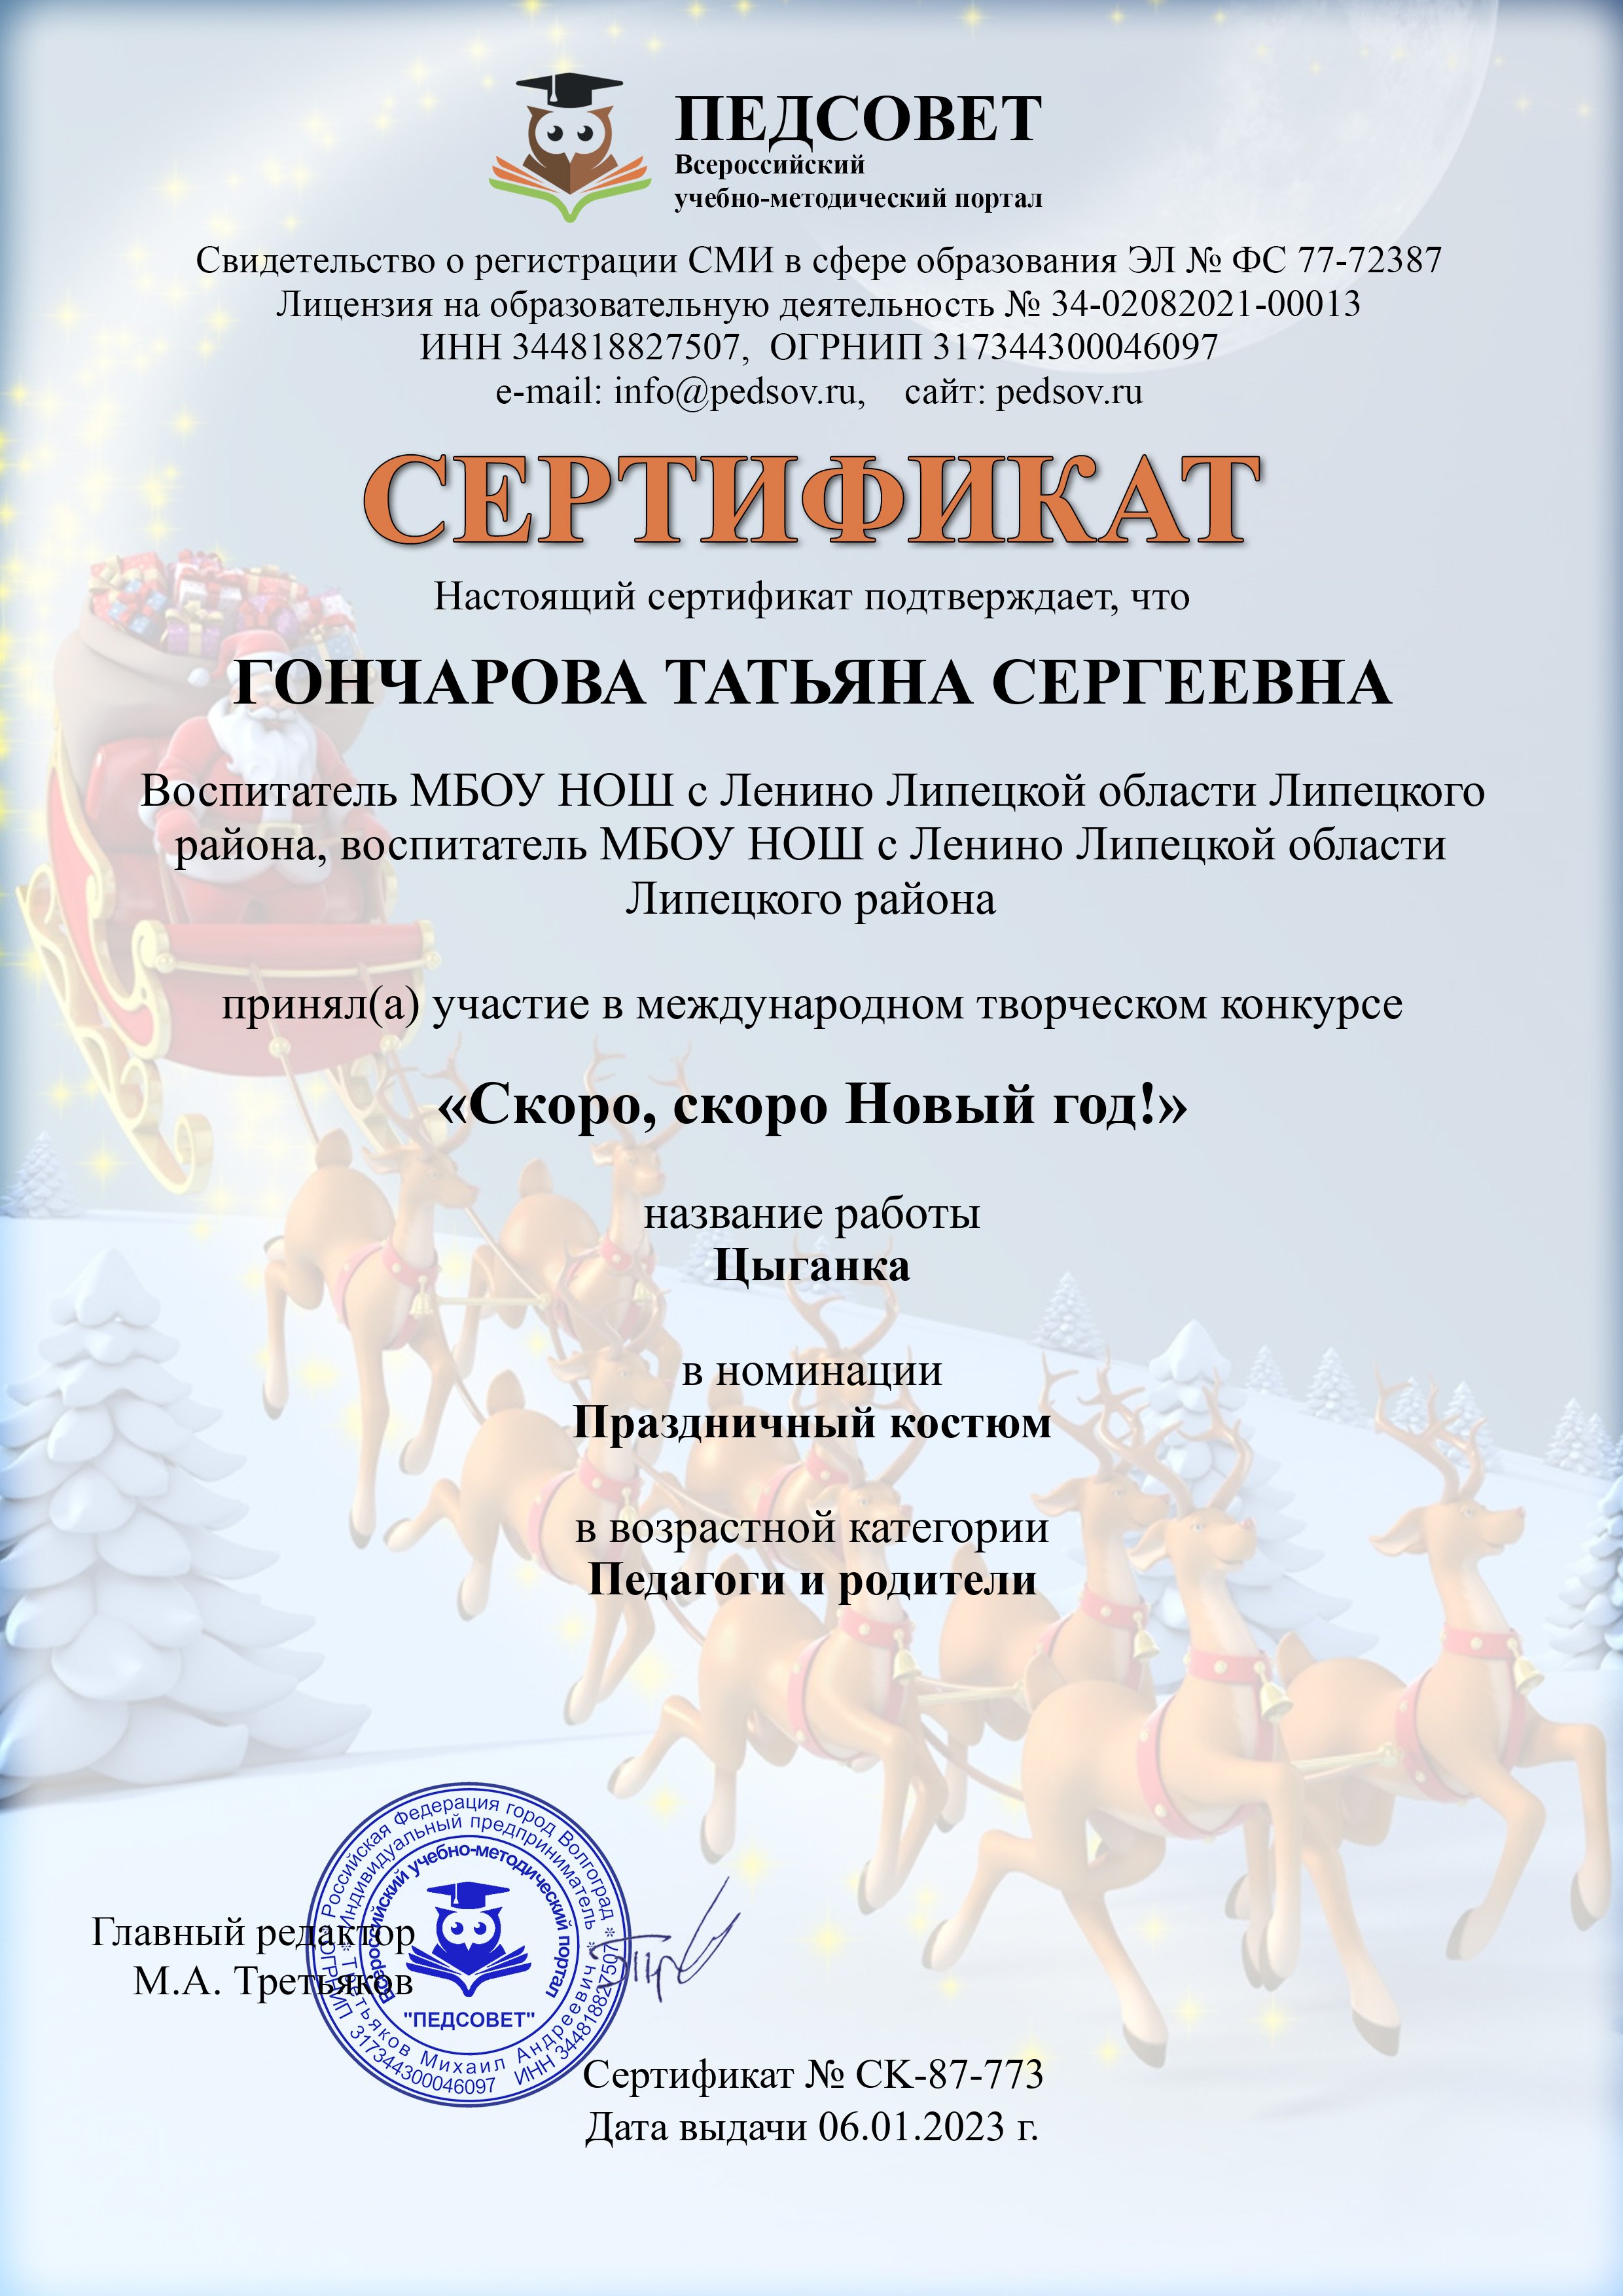 ПЕДСОВЕТ
Всероссийский
учебно-методический портал
Свидетельство о регистрации СМИ в сфере образования ЭЛ № ФС 77-72387
Лицензия на образовательную деятельность № 34-02082021-00013
ИНН 344818827507, ОГРНИП 317344300046097
e-mail: info@pedsov.ru, сайт: pedsov.ru
СЕРТИФИКАТ
Настоящий сертификат подтверждает, что
ГОНЧАРОВА ТАТЬЯНА СЕРГЕЕВНА
Воспитатель МБОУ НОШ с Ленино Липецкой области Липецкого
района, воспитатель МБОУ НОШ с Ленино Липецкой области
Липецкого района
принял(а) участие в международном творческом конкурсе
«Скоро, скоро Новый год!»
название работы
Цыганка
в номинации
Праздничный костюм
в возрастной категории
Педагоги и родители
Главный редактор
М.А. Третьяков
* Российская Федерация город Волгоград *
* Индивидуальный предприниматель *
Всероссийский учебно-методический портал
"ПЕДСОВЕТ"
Третьяков Михаил Андреевич
ОГРНИП 317344300046097 ИНН 344818827507
Сертификат № СК-87-773
Дата выдачи 06.01.2023 г.